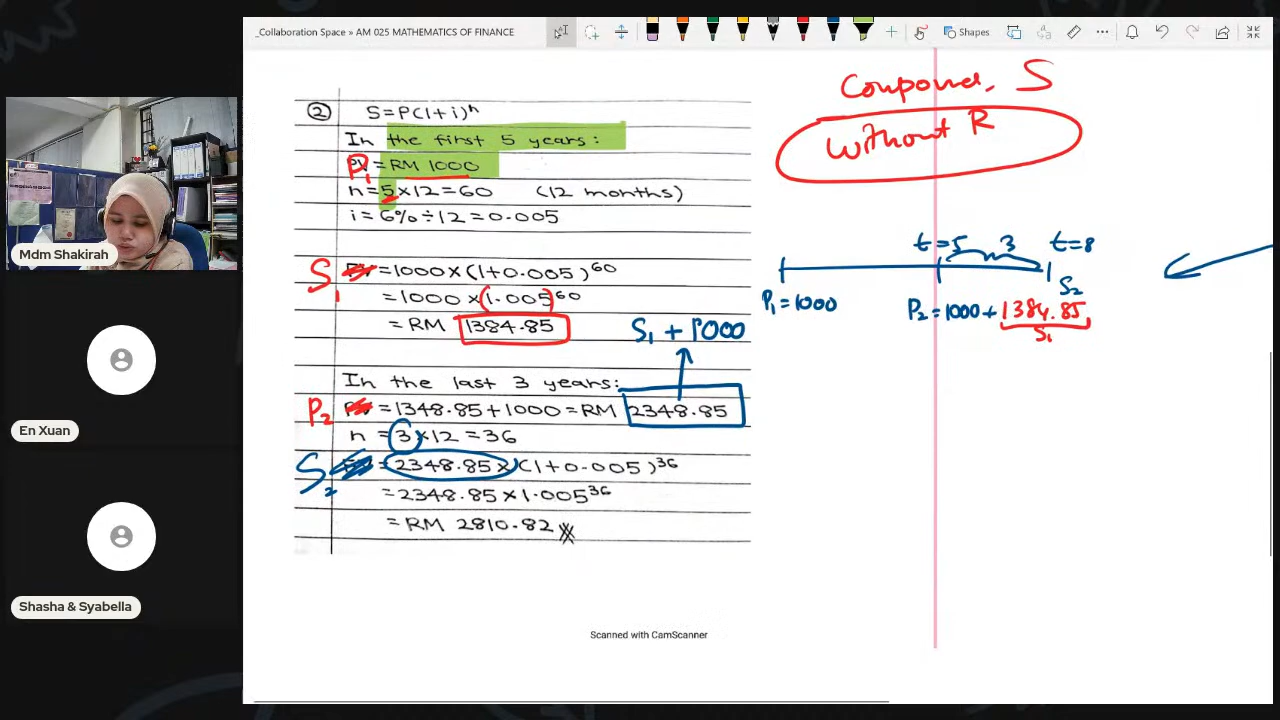 _Collaboration Space » AM 025 MATHEMATICS OF FINANCE
Shapes
Compound, S
Without R
② S=P(1+i)ⁿ
In the first 5 years:
P₁ = RM 1000
n=5×12=60 (12 months)
i = 6% ÷12 = 0.005
S₁ = 1000 × (1+0.005)⁶⁰
= 1000 × (1.005)⁶⁰
= RM 1384.85
S₁ + 1000
In the last 3 years:
P₂ = 1348.85 + 1000 = RM 2348.85
n = 3×12 = 36
S₂ = 2348.85 × (1+0.005)³⁶
= 2348.85 × 1.005³⁶
= RM 2810.82
t=5 3 t=8
S₂
P₁ = 1000 P₂ = 1000 + 1384.85
S₁
Scanned with CamScanner
Mdm Shakirah
En Xuan
Shasha & Syabella